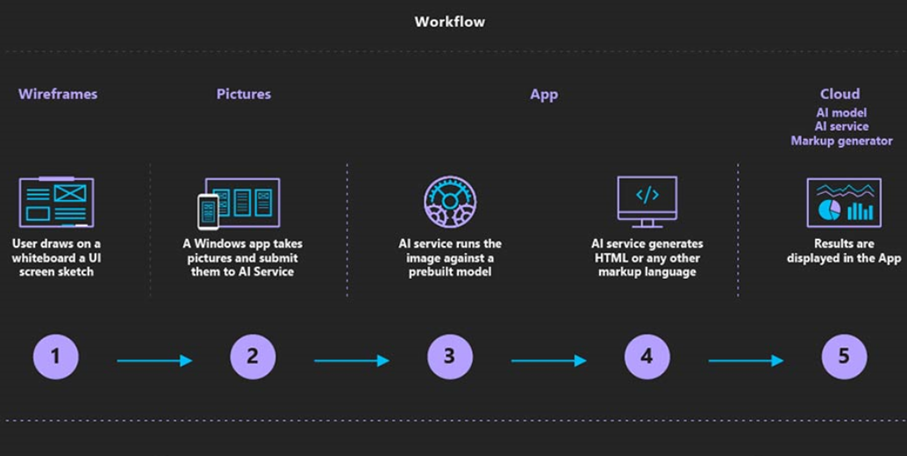 Workflow
Wireframes
Pictures
App
Cloud
AI model
AI service
Markup generator
User draws on a
whiteboard a UI
screen sketch
A Windows app takes
pictures and submit
them to AI Service
AI service runs the
image against a
prebuilt model
</>
AI service generates
HTML or any other
markup language
Results are
displayed in the App
1
2
3
4
5